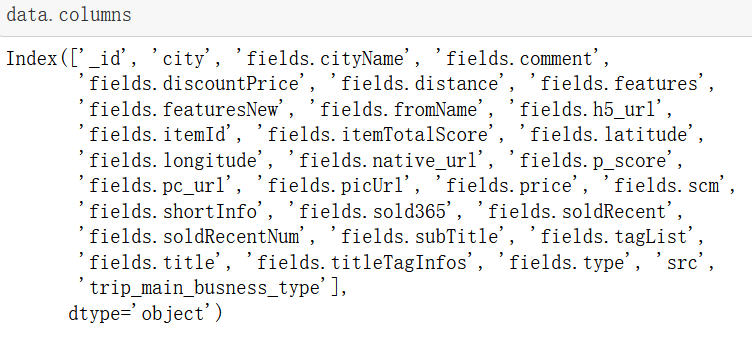 data.columns
Index(['_id', 'city', 'fields.cityName', 'fields.comment',
'fields.discountPrice', 'fields.distance', 'fields.features',
'fields.featuresNew', 'fields.fromName', 'fields.h5_url',
'fields.itemId', 'fields.itemTotalScore', 'fields.latitude',
'fields.longitude', 'fields.native_url', 'fields.p_score',
'fields.pc_url', 'fields.picUrl', 'fields.price', 'fields.scm',
'fields.shortInfo', 'fields.sold365', 'fields.soldRecent',
'fields.soldRecentNum', 'fields.subTitle', 'fields.tagList',
'fields.title', 'fields.titleTagInfos', 'fields.type', 'src',
'trip_main_busness_type'],
dtype='object')